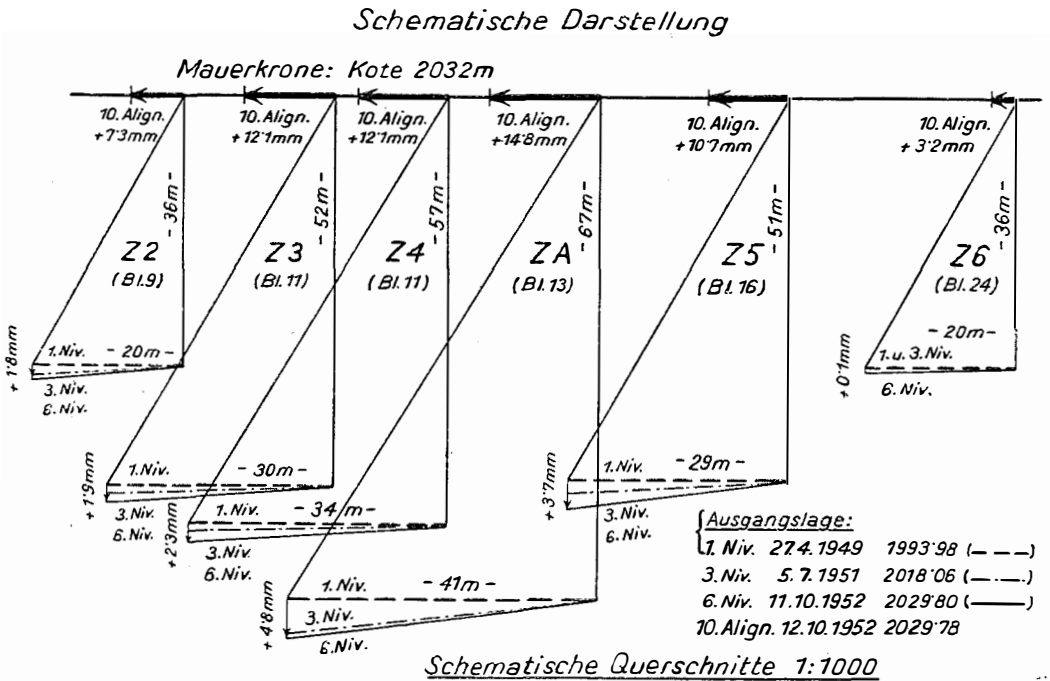 Schematische Darstellung
Mauerkrone: Kote 2032m
10. Align.
+7·3mm
10. Align.
+12·1mm
10. Align.
+12·7mm
10. Align.
+14·8mm
10. Align.
+10·7mm
10. Align.
+3·2mm
-36m-
-52m-
-57m-
-67m-
-51m-
-36m-
Z2
(Bl.9)
Z3
(Bl.11)
Z4
(Bl.11)
ZA
(Bl.13)
Z5
(Bl.16)
Z6
(Bl.24)
+1·8mm
1.Niv.
-20m-
3.Niv.
6.Niv.
+0·1mm
-20m-
1.u.3.Niv.
6.Niv.
+1·9mm
1.Niv.
-30m-
3.Niv.
6.Niv.
+2·3mm
1.Niv.
-34m-
3.Niv.
6.Niv.
+3·7mm
1.Niv.
-29m-
3.Niv.
6.Niv.
+4·8mm
1.Niv.
-41m-
3.Niv.
6.Niv.
Ausgangslage:
1. Niv. 27.4.1949 1993·98 (— — —)
3. Niv. 5.7.1951 2018·06 (—·—·—)
6. Niv. 11.10.1952 2029·80 (———)
10. Align. 12.10.1952 2029·78
Schematische Querschnitte 1:1000